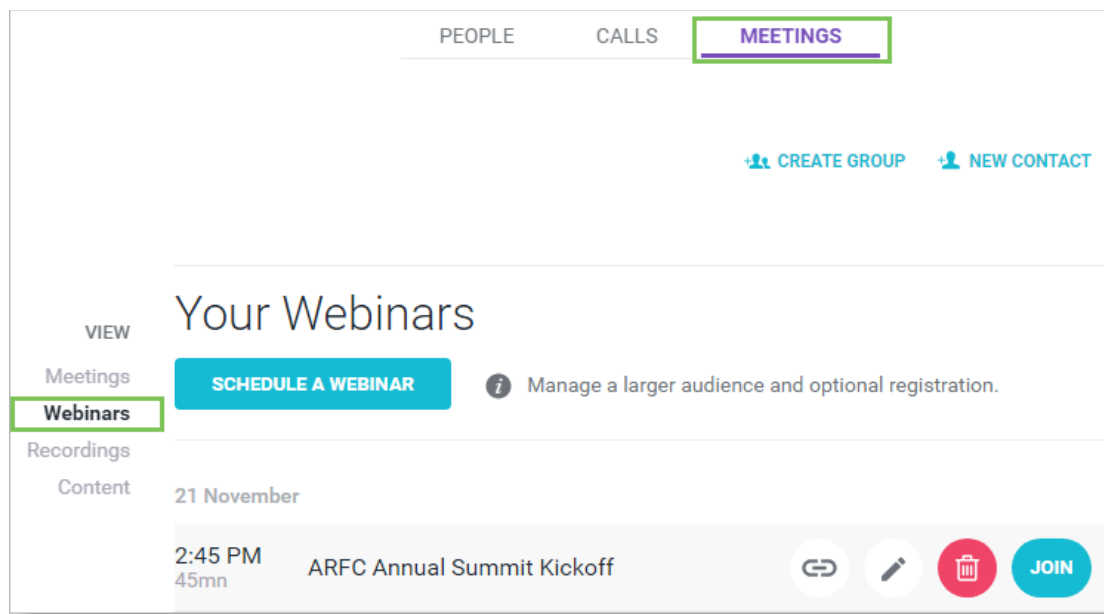 PEOPLE CALLS MEETINGS
CREATE GROUP NEW CONTACT
Your Webinars
VIEW
Meetings
Webinars
Recordings
Content
SCHEDULE A WEBINAR
Manage a larger audience and optional registration.
21 November
2:45 PM
45mn
ARFC Annual Summit Kickoff
JOIN